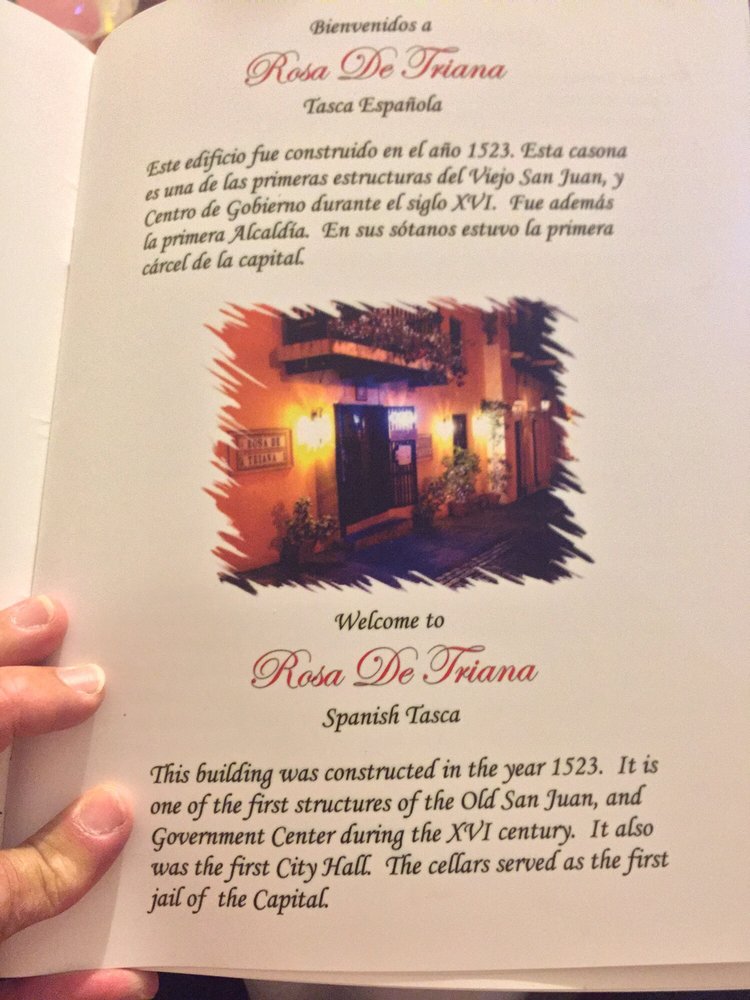 Bienvenidos a
Rosa De Triana
Tasca Española
Este edificio fue construido en el año 1523. Esta casona
es una de las primeras estructuras del Viejo San Juan, y
Centro de Gobierno durante el siglo XVI. Fue además
la primera Alcaldía. En sus sótanos estuvo la primera
cárcel de la capital.
ROSA DE
TRIANA
Welcome to
Rosa De Triana
Spanish Tasca
This building was constructed in the year 1523. It is
one of the first structures of the Old San Juan, and
Government Center during the XVI century. It also
was the first City Hall. The cellars served as the first
jail of the Capital.